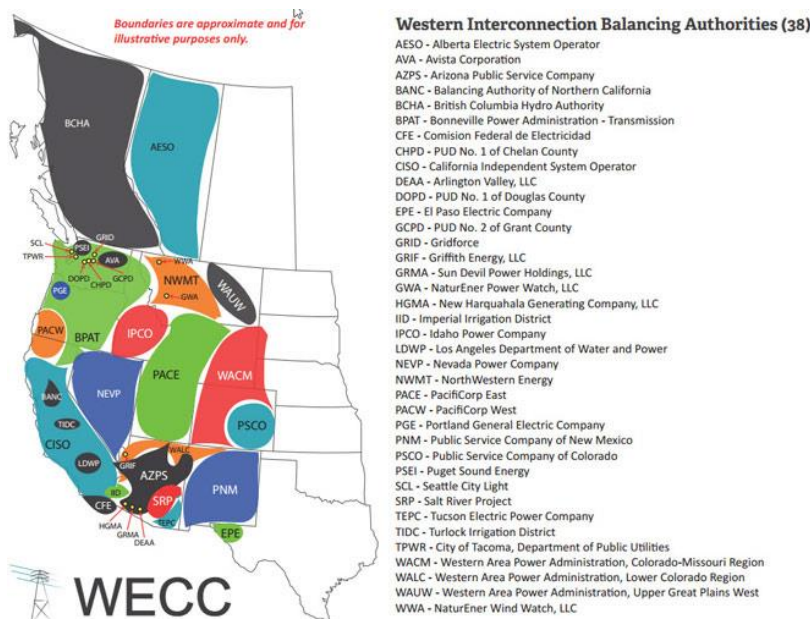 Boundaries are approximate and for
illustrative purposes only.
BCHA
AESO
SCL
PSEI
GRID
TPWR
AVA
WWA
DOPD
GCPD
CHPD
NWMT
GWA
WAUW
PGE
PACW
BPAT
IPCO
PACE
WACM
NEVP
BANC
PSCO
TIDC
CISO
LDWP
GRIF
WALC
AZPS
IID
CFE
SRP
PNM
HGMA
TEPC
GRMA
DEAA
EPE
WECC
Western Interconnection Balancing Authorities (38)
AESO - Alberta Electric System Operator
AVA - Avista Corporation
AZPS - Arizona Public Service Company
BANC - Balancing Authority of Northern California
BCHA - British Columbia Hydro Authority
BPAT - Bonneville Power Administration - Transmission
CFE - Comision Federal de Electricidad
CHPD - PUD No. 1 of Chelan County
CISO - California Independent System Operator
DEAA - Arlington Valley, LLC
DOPD - PUD No. 1 of Douglas County
EPE - El Paso Electric Company
GCPD - PUD No. 2 of Grant County
GRID - Gridforce
GRIF - Griffith Energy, LLC
GRMA - Sun Devil Power Holdings, LLC
GWA - NaturEner Power Watch, LLC
HGMA - New Harquahala Generating Company, LLC
IID - Imperial Irrigation District
IPCO - Idaho Power Company
LDWP - Los Angeles Department of Water and Power
NEVP - Nevada Power Company
NWMT - NorthWestern Energy
PACE - PacifiCorp East
PACW - PacifiCorp West
PGE - Portland General Electric Company
PNM - Public Service Company of New Mexico
PSCO - Public Service Company of Colorado
PSEI - Puget Sound Energy
SCL - Seattle City Light
SRP - Salt River Project
TEPC - Tucson Electric Power Company
TIDC - Turlock Irrigation District
TPWR - City of Tacoma, Department of Public Utilities
WACM - Western Area Power Administration, Colorado-Missouri Region
WALC - Western Area Power Administration, Lower Colorado Region
WAUW - Western Area Power Administration, Upper Great Plains West
WWA - NaturEner Wind Watch, LLC